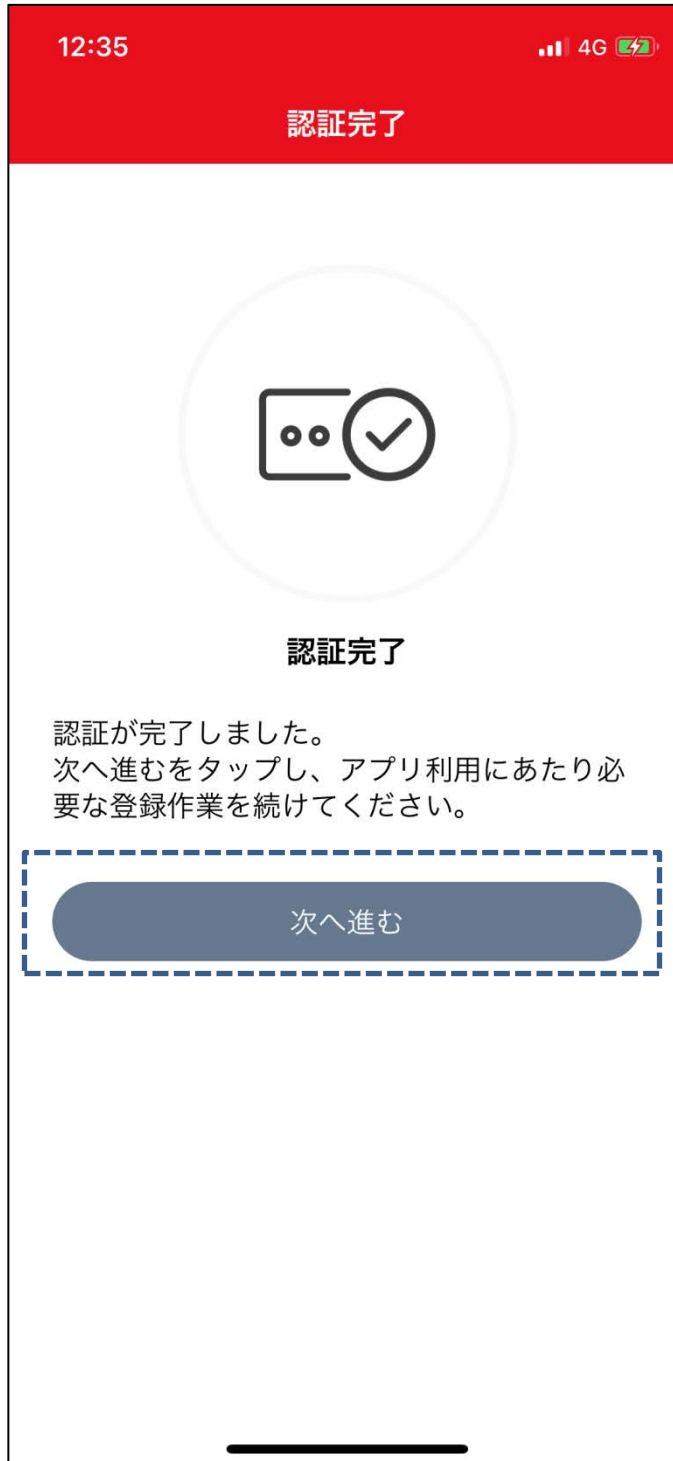 12:35
4G
認証完了
認証完了
認証が完了しました。
次へ進むをタップし、アプリ利用にあたり必
要な登録作業を続けてください。
次へ進む